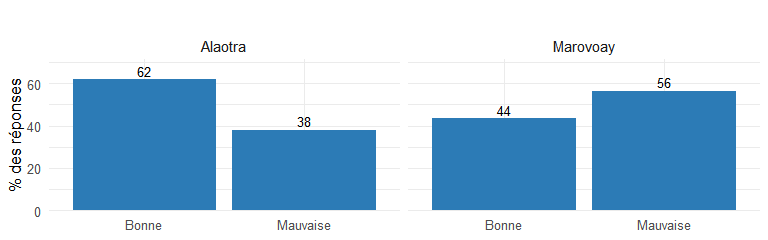 Alaotra
Marovoay
% des réponses
60
40
20
0
62
38
44
56
Bonne
Mauvaise
Bonne
Mauvaise